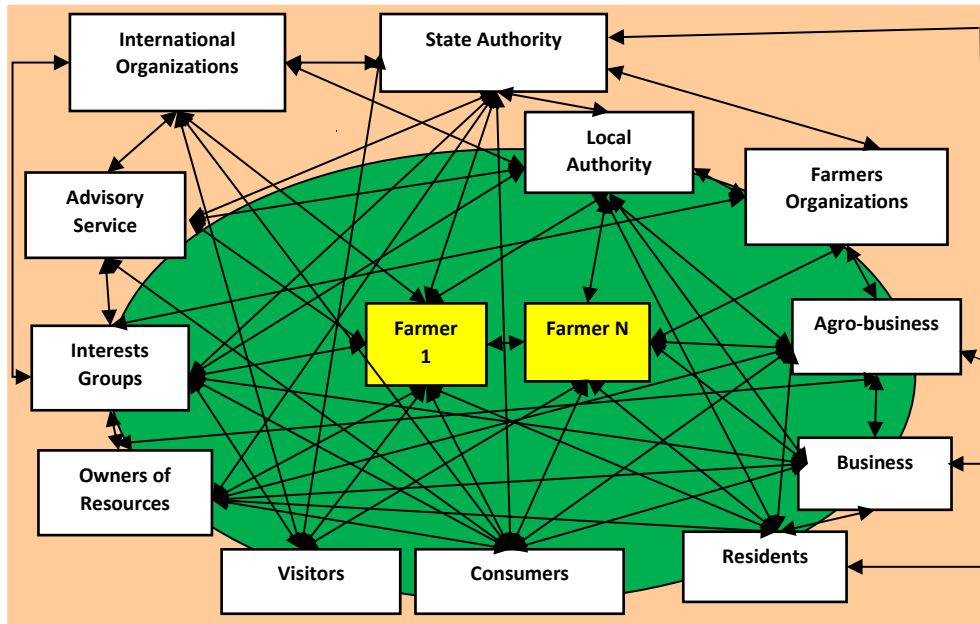 International
Organizations
State Authority
Local
Authority
Farmers
Organizations
Advisory
Service
Farmer
1
Farmer N
Agro-business
Interests
Groups
Owners of
Resources
Business
Visitors
Consumers
Residents